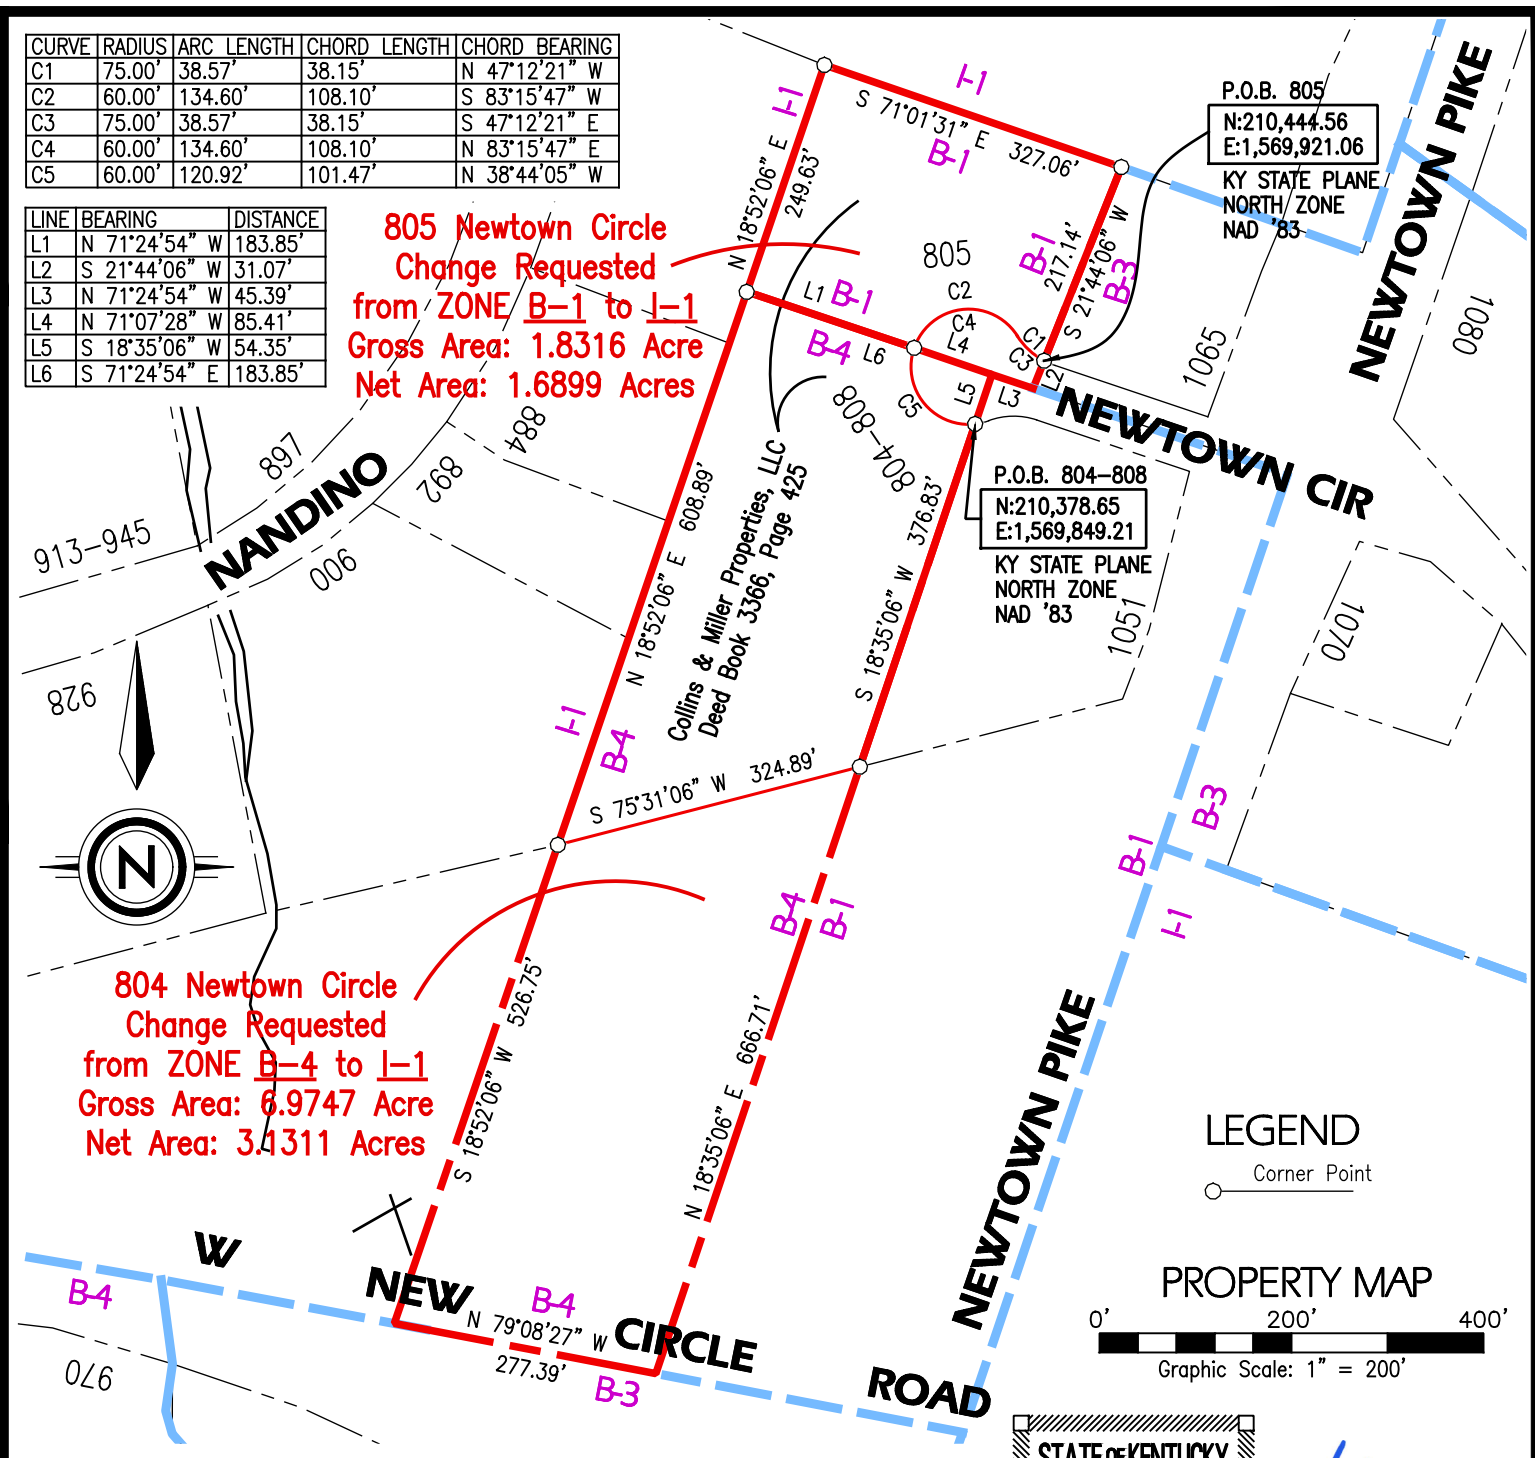 CURVE RADIUS ARC LENGTH CHORD LENGTH CHORD BEARING
C1 75.00' 38.57' 38.15' N 47°12'21" W
C2 60.00' 134.60' 108.10' S 83°15'47" W
C3 75.00' 38.57' 38.15' S 47°12'21" E
C4 60.00' 134.60' 108.10' N 83°15'47" E
C5 60.00' 120.92' 101.47' N 38°44'05" W
LINE BEARING DISTANCE
L1 N 71°24'54" W 183.85'
L2 S 21°44'06" W 31.07'
L3 N 71°24'54" W 45.39'
L4 N 71°07'28" W 85.41'
L5 S 18°35'06" W 54.35'
L6 S 71°24'54" E 183.85'
805 Newtown Circle
Change Requested
from ZONE B-1 to I-1
Gross Area: 1.8316 Acre
Net Area: 1.6899 Acres
I-1
I-1
S 71°01'31" E 327.06'
B-1
N 18°52'06" E
249.63'
805
B-1
217.14'
S 21°44'06" W
B-3
P.O.B. 805
N:210,444.56
E:1,569,921.06
KY STATE PLANE
NORTH ZONE
NAD '83
NEWTOWN PIKE
1080
1065
L1
B-1
C2
C4
L4
C1
C3
L2
B-4
L6
L5
L3
C5
804-808
NEWTOWN CIR
P.O.B. 804-808
N:210,378.65
E:1,569,849.21
KY STATE PLANE
NORTH ZONE
NAD '83
1051
1070
884
892
897
NANDINO
913-945
900
928
N
N 18°52'06" E 608.89'
Collins & Miller Properties, LLC
Deed Book 3366, Page 425
S 18°35'06" W 376.83'
I-1
B-4
S 75°31'06" W 324.89'
B-3
B-1
I-1
B-4
B-1
804 Newtown Circle
Change Requested
from ZONE B-4 to I-1
Gross Area: 6.9747 Acre
Net Area: 3.1311 Acres
S 18°52'06" W 526.75'
N 18°35'06" E 666.71'
NEWTOWN PIKE
LEGEND
Corner Point
PROPERTY MAP
0' 200' 400'
Graphic Scale: 1" = 200'
W NEW CIRCLE ROAD
B-4
B-4
N 79°08'27" W
277.39'
B-3
970
STATE OF KENTUCKY